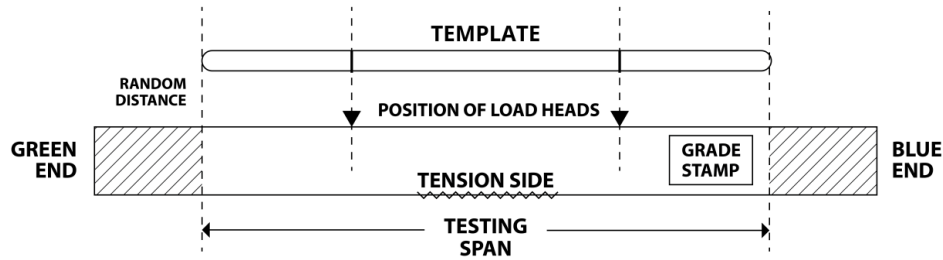 TEMPLATE
RANDOM
DISTANCE
POSITION OF LOAD HEADS
GREEN
END
GRADE
STAMP
BLUE
END
TENSION SIDE
TESTING
SPAN